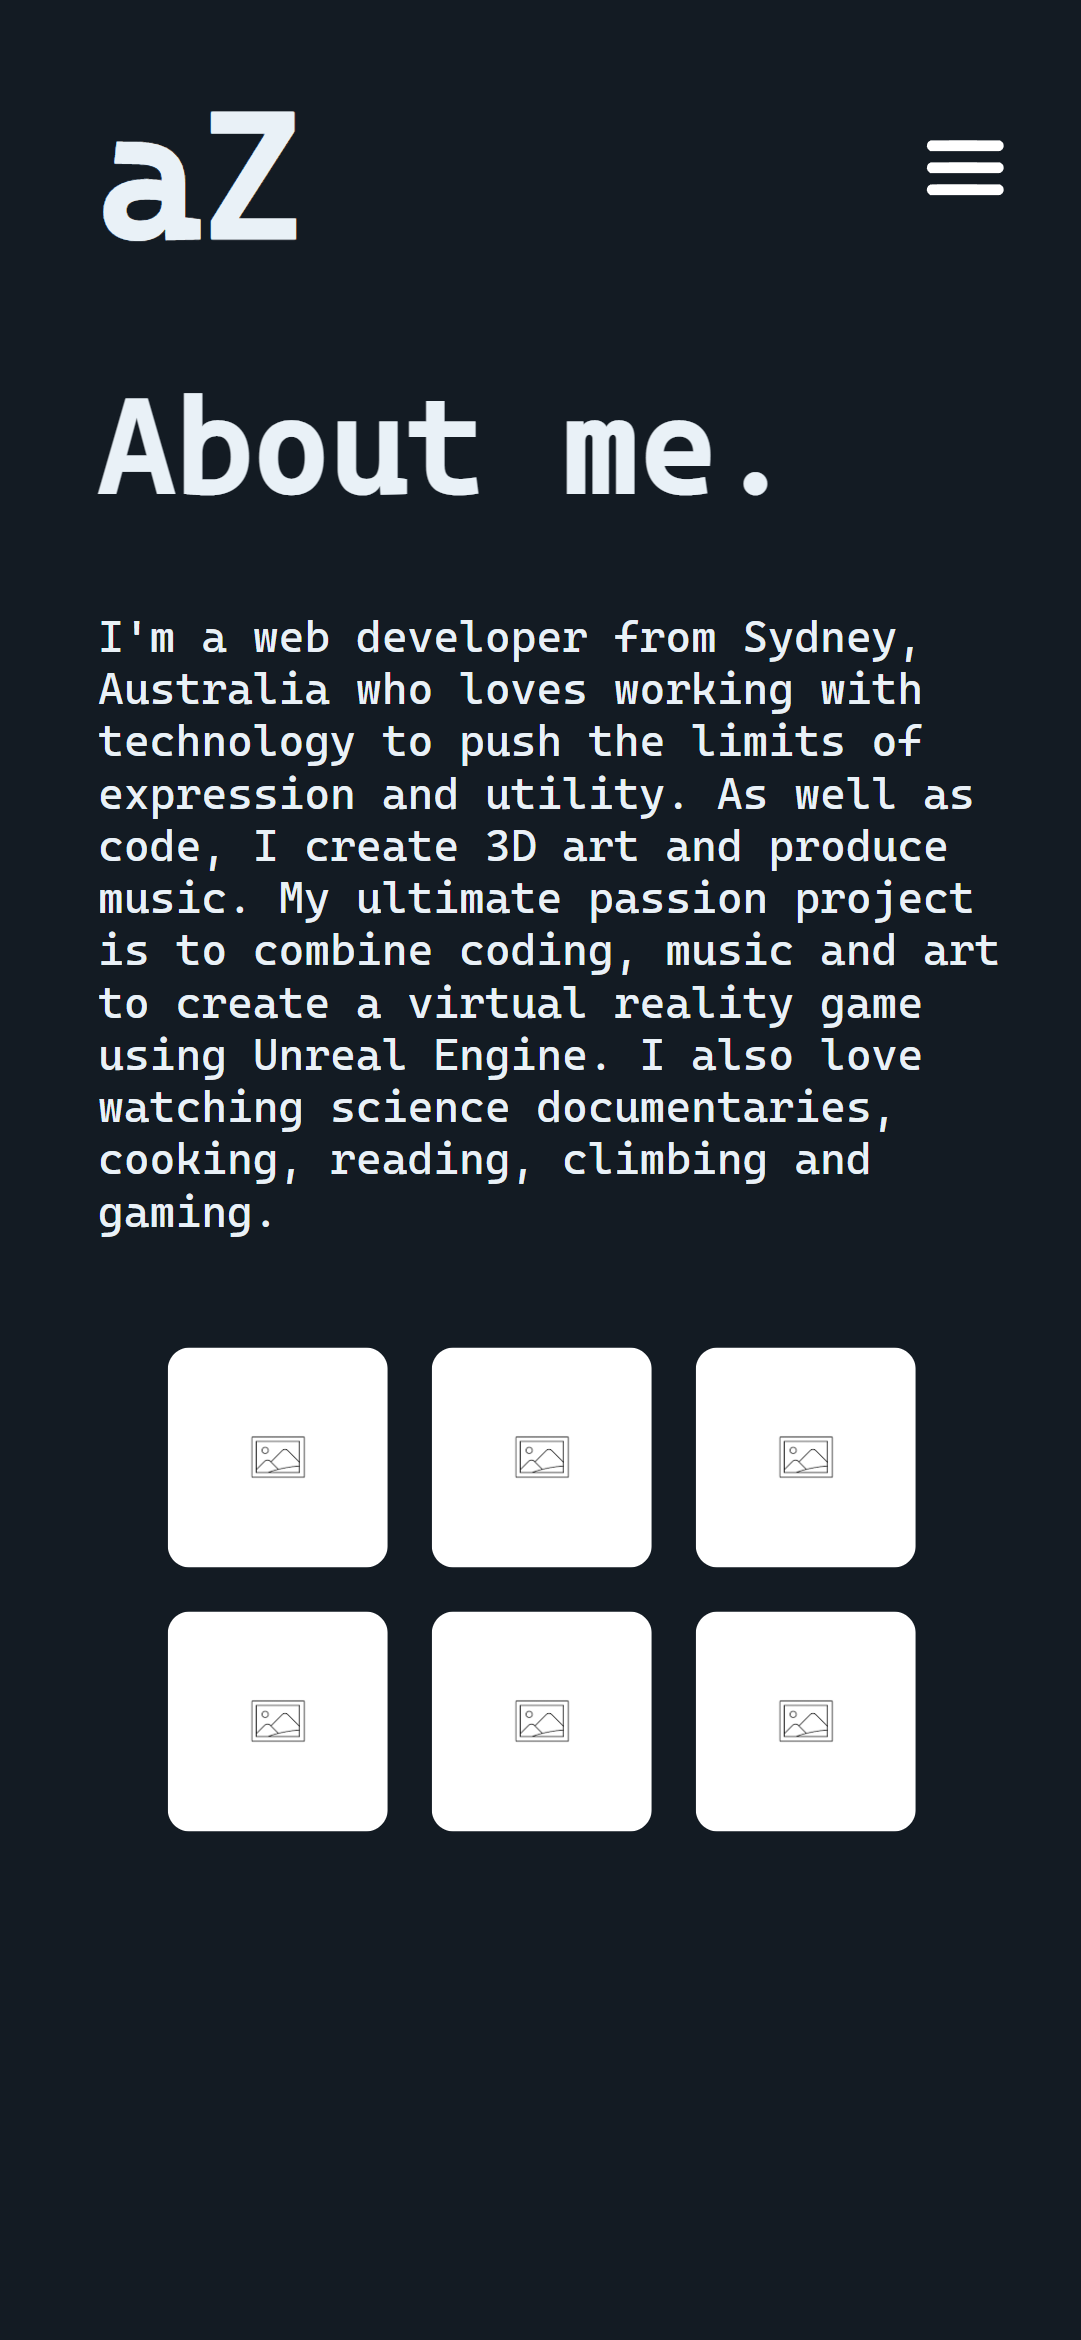 aZ
About me.
I'm a web developer from Sydney,
Australia who loves working with
technology to push the limits of
expression and utility. As well as
code, I create 3D art and produce
music. My ultimate passion project
is to combine coding, music and art
to create a virtual reality game
using Unreal Engine. I also love
watching science documentaries,
cooking, reading, climbing and
gaming.